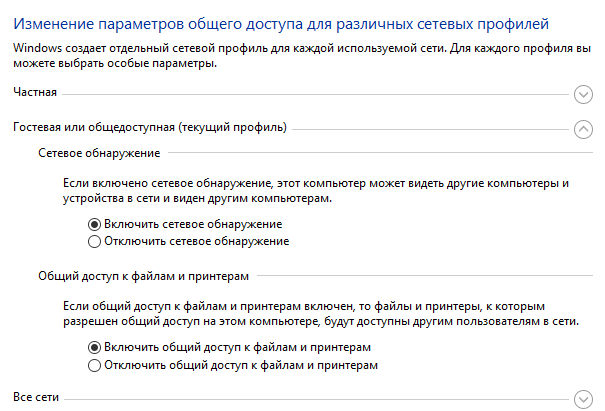 Изменение параметров общего доступа для различных сетевых профилей
Windows создает отдельный сетевой профиль для каждой используемой сети. Для каждого профиля вы
можете выбрать особые параметры.
Частная
Гостевая или общедоступная (текущий профиль)
Сетевое обнаружение
Если включено сетевое обнаружение, этот компьютер может видеть другие компьютеры и
устройства в сети и виден другим компьютерам.
Включить сетевое обнаружение
Отключить сетевое обнаружение
Общий доступ к файлам и принтерам
Если общий доступ к файлам и принтерам включен, то файлы и принтеры, к которым
разрешен общий доступ на этом компьютере, будут доступны другим пользователям в сети.
Включить общий доступ к файлам и принтерам
Отключить общий доступ к файлам и принтерам
Все сети